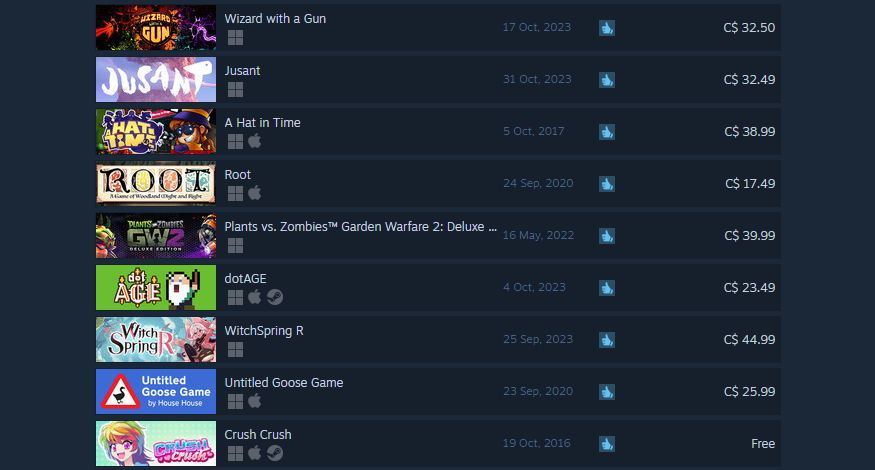 WIZARD
WITH A
GUN
Wizard with a Gun
17 Oct, 2023
C$ 32.50
JUSANT
Jusant
31 Oct, 2023
C$ 32.49
A HAT IN TIME
A Hat in Time
5 Oct, 2017
C$ 38.99
ROOT
A Game of Woodland Might and Right
Root
24 Sep, 2020
C$ 17.49
PLANTS VS ZOMBIES
GW2
DELUXE EDITION
Plants vs. Zombies™ Garden Warfare 2: Deluxe ...
16 May, 2022
C$ 39.99
dot
AGE
dotAGE
4 Oct, 2023
C$ 23.49
Witch
Spring R
WitchSpring R
25 Sep, 2023
C$ 44.99
Untitled
Goose Game
by House House
Untitled Goose Game
23 Sep, 2020
C$ 25.99
CRUSH
Crush
Crush Crush
19 Oct, 2016
Free